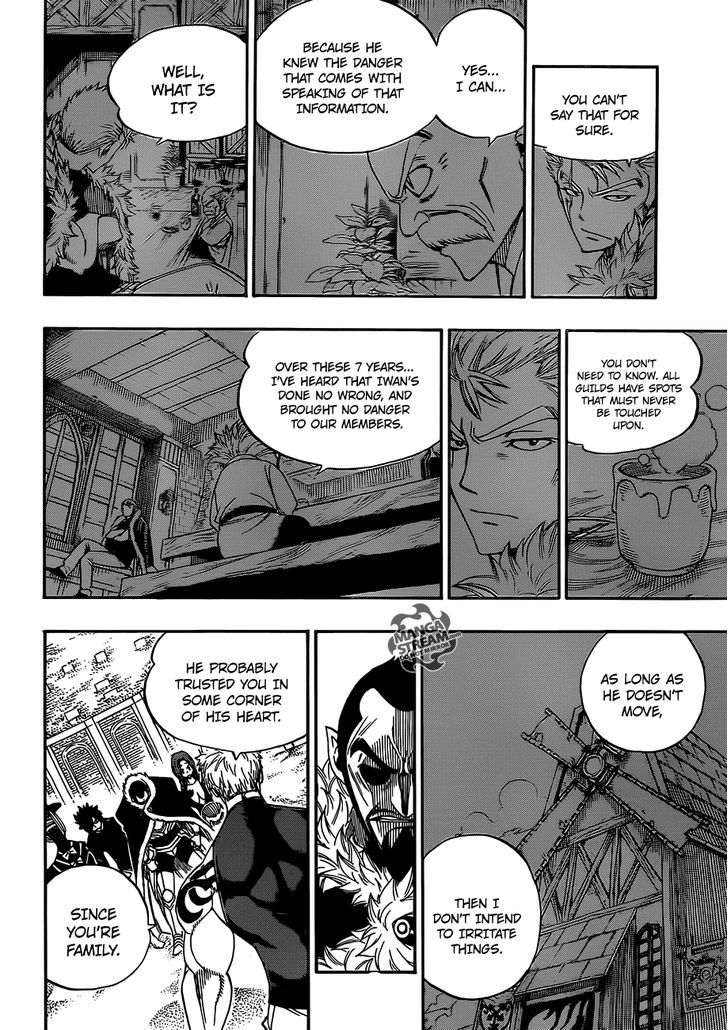 YOU CAN'T
SAY THAT FOR
SURE.
YES...
I CAN...
BECAUSE HE
KNEW THE DANGER
THAT COMES WITH
SPEAKING OF THAT
INFORMATION.
WELL,
WHAT IS
IT?
YOU DON'T
NEED TO KNOW. ALL
GUILDS HAVE SPOTS
THAT MUST NEVER
BE TOUCHED
UPON.
OVER THESE 7 YEARS...
I'VE HEARD THAT IWAN'S
DONE NO WRONG, AND
BROUGHT NO DANGER
TO OUR MEMBERS.
AS LONG AS
HE DOESN'T
MOVE,
THEN I
DON'T INTEND
TO IRRITATE
THINGS.
MANGA
STREAM.com
DO NOT MIRROR!
HE PROBABLY
TRUSTED YOU IN
SOME CORNER
OF HIS HEART.
SINCE
YOU'RE
FAMILY.